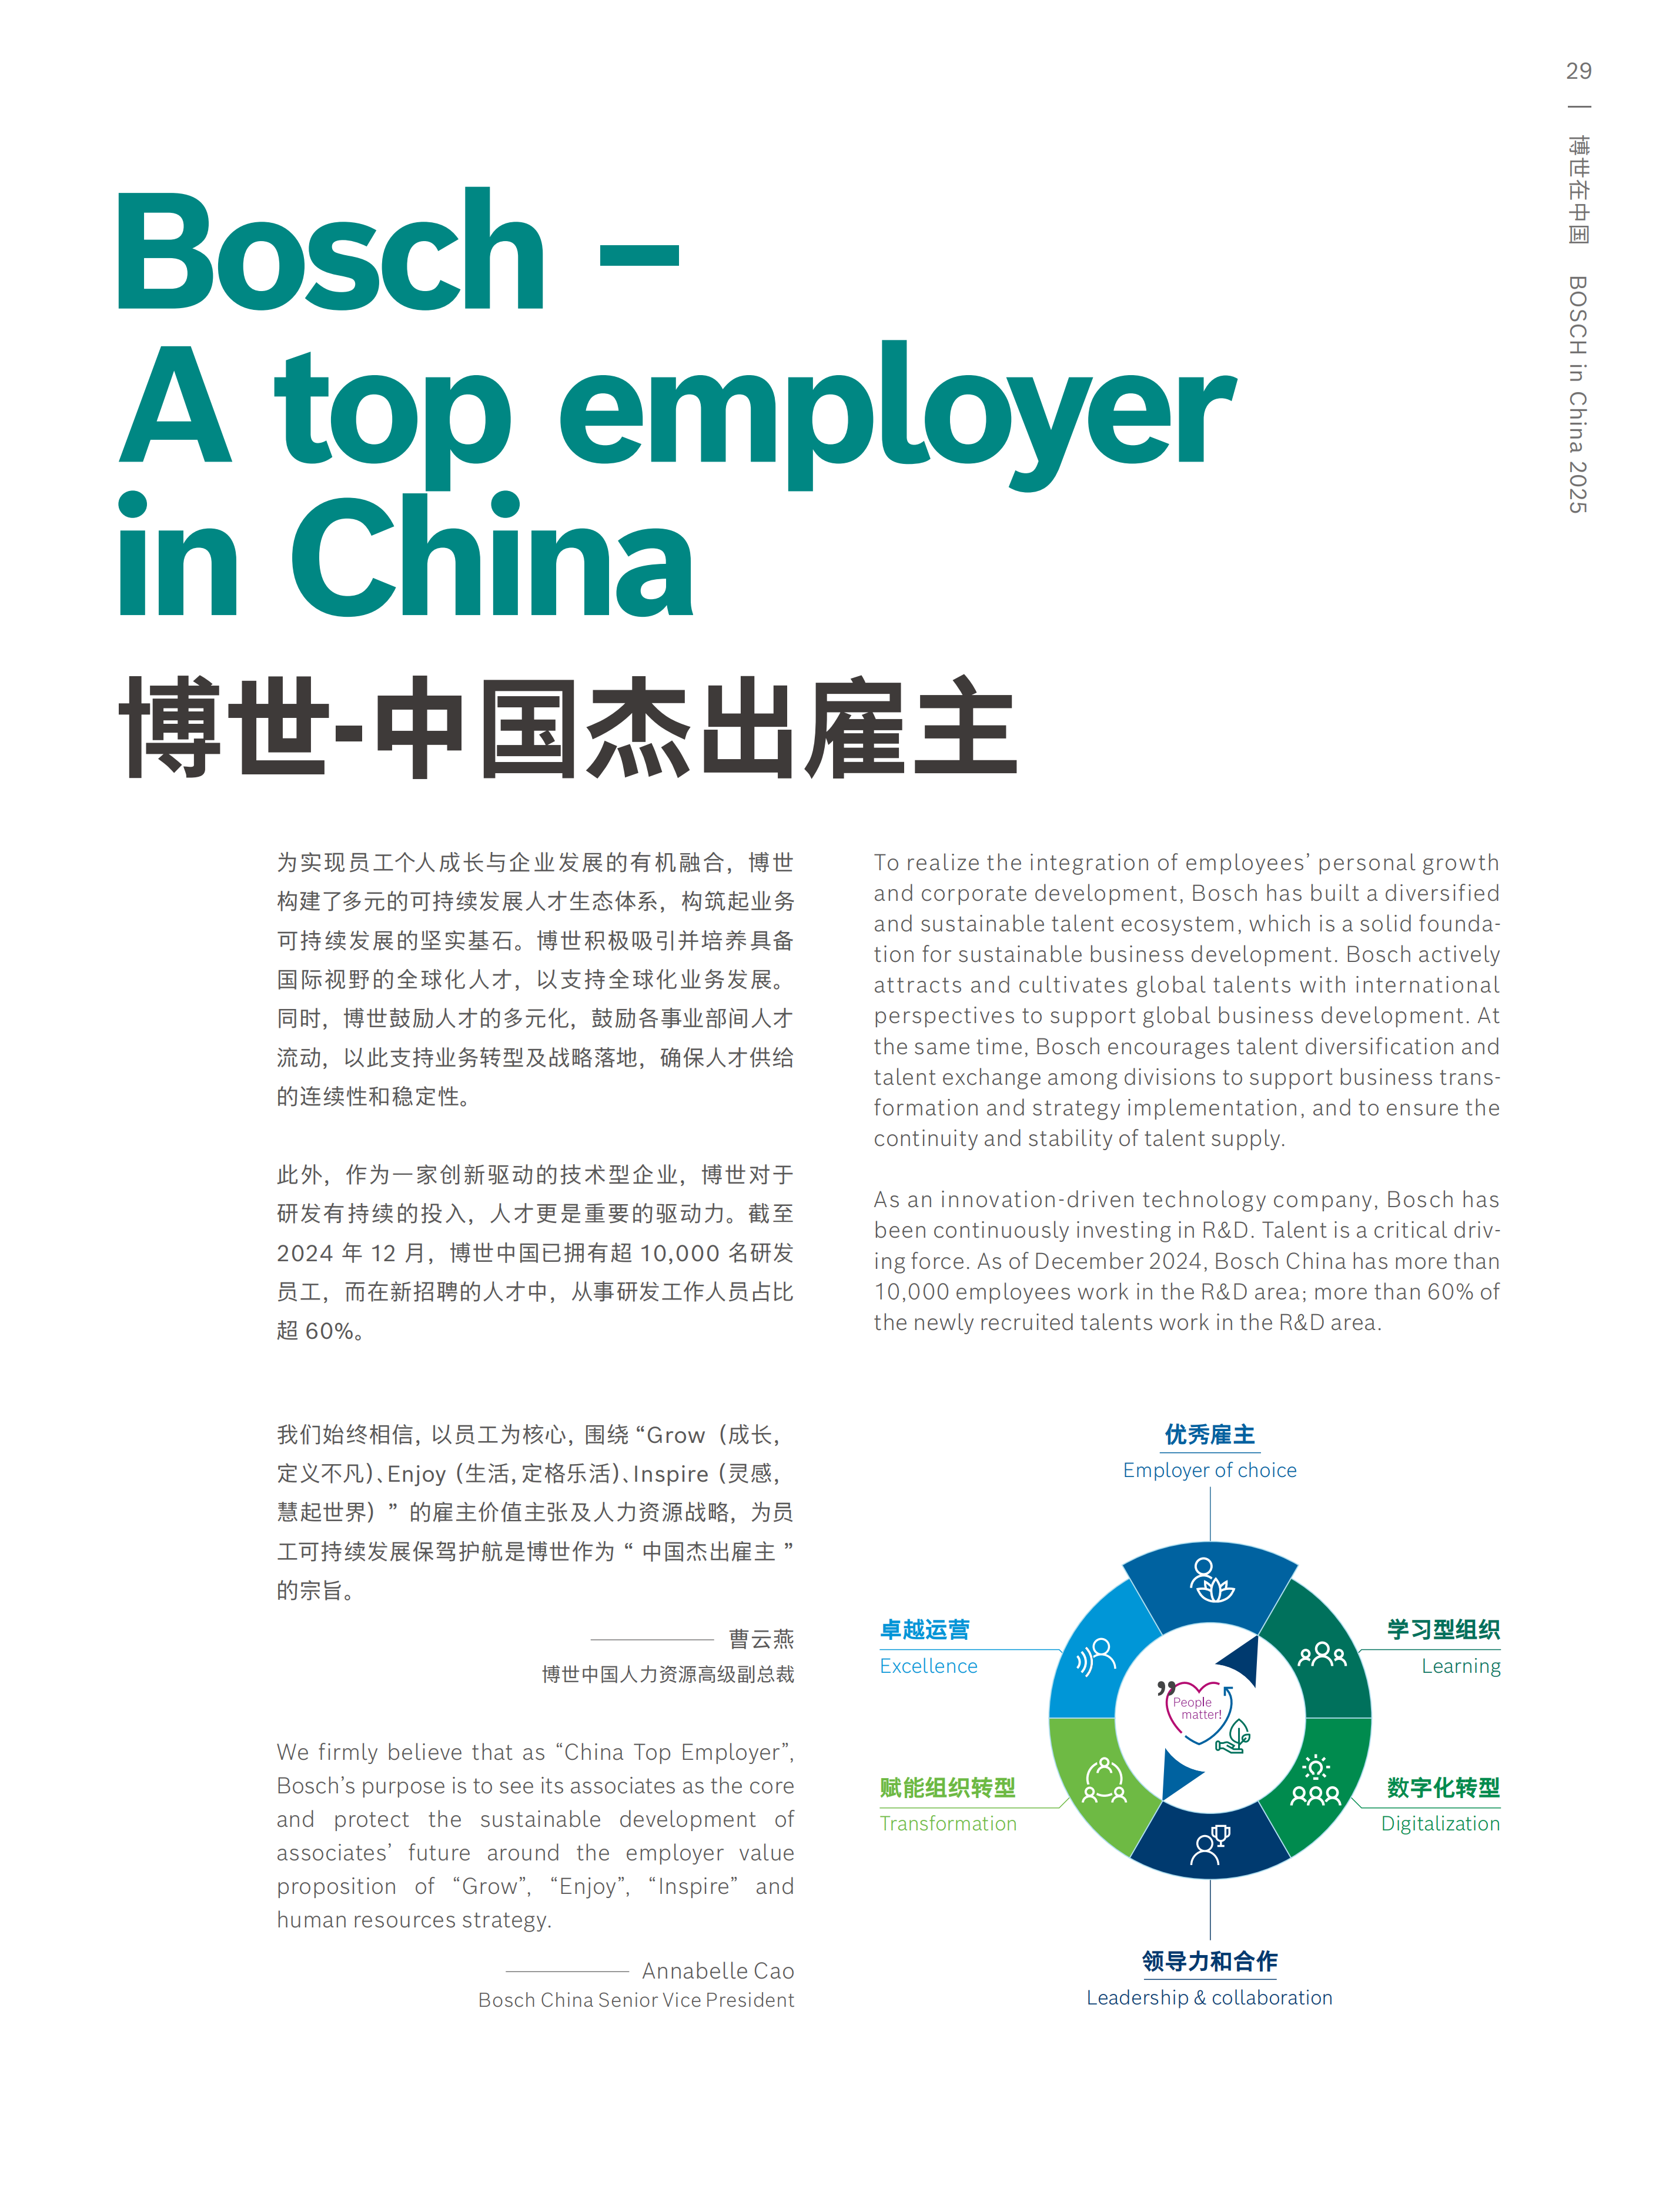 29
博世在中国 BOSCH in China 2025
Bosch –
A top employer
in China
博世-中国杰出雇主
为实现员工个人成长与企业发展的有机融合，博世
构建了多元的可持续发展人才生态体系，构筑起业务
可持续发展的坚实基石。博世积极吸引并培养具备
国际视野的全球化人才，以支持全球化业务发展。
同时，博世鼓励人才的多元化，鼓励各事业部间人才
流动，以此支持业务转型及战略落地，确保人才供给
的连续性和稳定性。
此外，作为一家创新驱动的技术型企业，博世对于
研发有持续的投入，人才更是重要的驱动力。截至
2024 年 12 月，博世中国已拥有超 10,000 名研发
员工，而在新招聘的人才中，从事研发工作人员占比
超 60%。
To realize the integration of employees’ personal growth
and corporate development, Bosch has built a diversified
and sustainable talent ecosystem, which is a solid founda-
tion for sustainable business development. Bosch actively
attracts and cultivates global talents with international
perspectives to support global business development. At
the same time, Bosch encourages talent diversification and
talent exchange among divisions to support business trans-
formation and strategy implementation, and to ensure the
continuity and stability of talent supply.
As an innovation-driven technology company, Bosch has
been continuously investing in R&D. Talent is a critical driv-
ing force. As of December 2024, Bosch China has more than
10,000 employees work in the R&D area; more than 60% of
the newly recruited talents work in the R&D area.
我们始终相信，以员工为核心，围绕“Grow（成长，
定义不凡）、Enjoy（生活，定格乐活）、Inspire（灵感，
慧起世界）”的雇主价值主张及人力资源战略，为员
工可持续发展保驾护航是博世作为“中国杰出雇主”
的宗旨。
曹云燕
博世中国人力资源高级副总裁
We firmly believe that as “China Top Employer”,
Bosch’s purpose is to see its associates as the core
and protect the sustainable development of
associates’ future around the employer value
proposition of “Grow”, “Enjoy”, “Inspire” and
human resources strategy.
Annabelle Cao
Bosch China Senior Vice President
优秀雇主
Employer of choice
卓越运营
Excellence
学习型组织
Learning
People
matter!
赋能组织转型
Transformation
数字化转型
Digitalization
领导力和合作
Leadership & collaboration